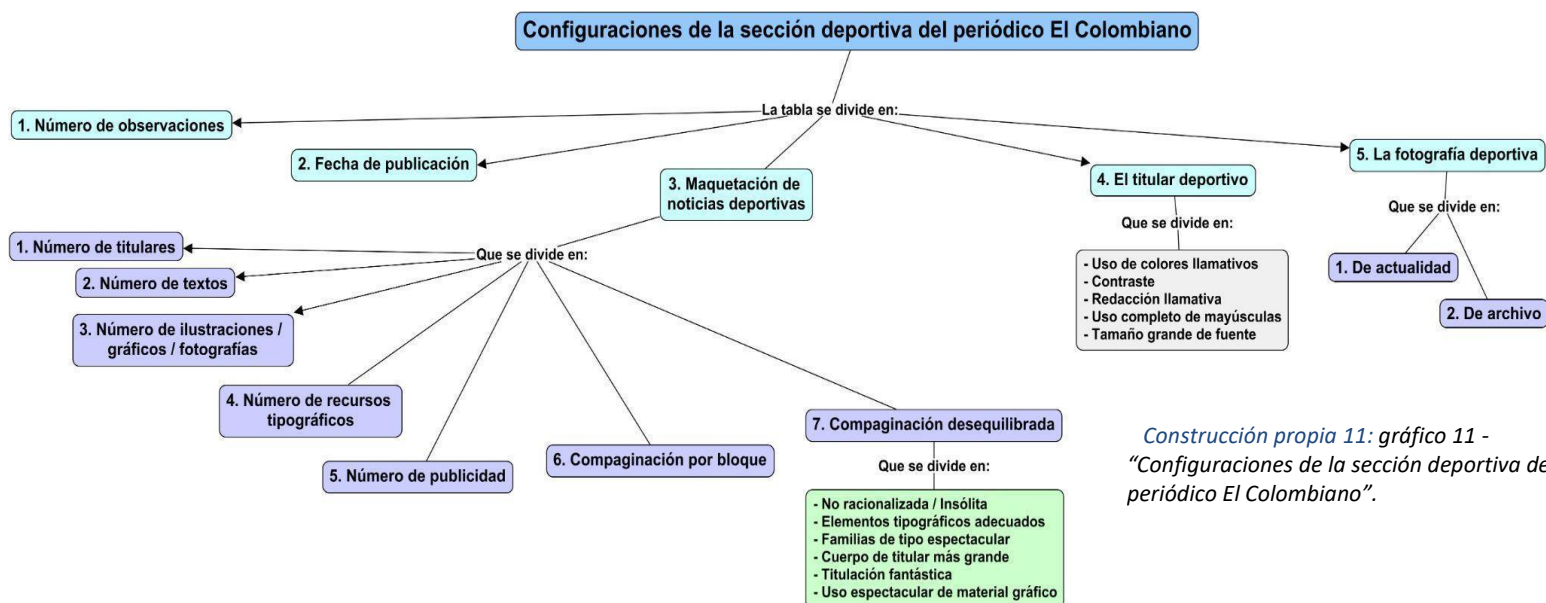 Configuraciones de la sección deportiva del periódico El Colombiano
La tabla se divide en:
1. Número de observaciones
2. Fecha de publicación
3. Maquetación de
noticias deportivas
4. El titular deportivo
5. La fotografía deportiva
Que se divide en:
1. Número de titulares
2. Número de textos
3. Número de ilustraciones /
gráficos / fotografías
4. Número de recursos
tipográficos
5. Número de publicidad
6. Compaginación por bloque
7. Compaginación desequilibrada
Que se divide en:
- No racionalizada / Insólita
- Elementos tipográficos adecuados
- Familias de tipo espectacular
- Cuerpo de titular más grande
- Titulación fantástica
- Uso espectacular de material gráfico
Que se divide en:
- Uso de colores llamativos
- Contraste
- Redacción llamativa
- Uso completo de mayúsculas
- Tamaño grande de fuente
Que se divide en:
1. De actualidad
2. De archivo
Construcción propia 11: gráfico 11 -
“Configuraciones de la sección deportiva de
periódico El Colombiano”.